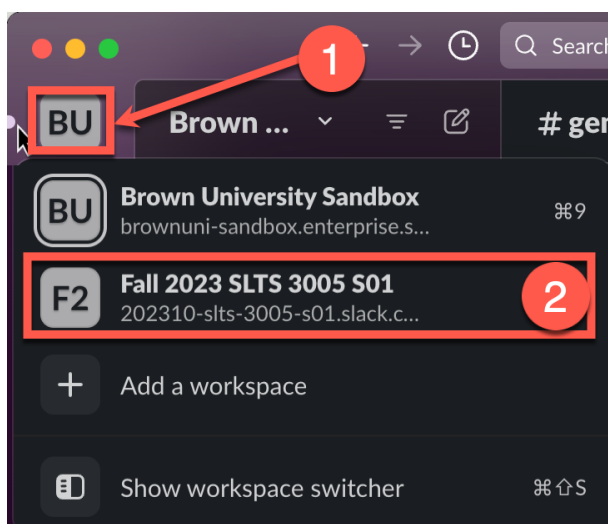 1
Search
BU
Brown ...
# gen
BU
Brown University Sandbox
brownuni-sandbox.enterprise.s...
⌘9
F2
Fall 2023 SLTS 3005 S01
202310-slts-3005-s01.slack.c...
2
Add a workspace
Show workspace switcher
⌘⇧S